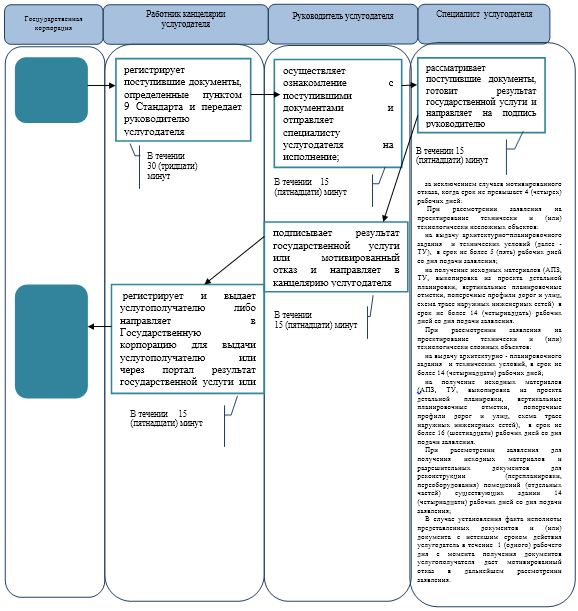 Государственная
корпорация
Работник канцелярии
услугодателя
Руководитель услугодателя
Специалист услугодателя
регистрирует
поступившие документы,
определенные пунктом
9 Стандарта и передает
руководителю
услугодателя
В течении
30 (тридцати)
минут
осуществляет
ознакомление с
поступившими
документами и
отправляет
специалисту
услугодателя на
исполнение;
В течении 15
(пятнадцати) минут
рассматривает
поступившие документы,
готовит результат
государственной услуги и
направляет на подпись
руководителю
В течении 15
(пятнадцати) минут
за исключением случаев мотивированного
отказа, когда срок не превышает 4 (четырех)
рабочих дней.
При рассмотрении заявления на
проектирование технически и (или)
технологически несложных объектов:
на выдачу архитектурно-планировочного
задания и технических условий (далее -
ТУ), в срок не более 5 (пять) рабочих дней
со дня подачи заявления;
на получение исходных материалов (АПЗ,
ТУ, выкопировка из проекта детальной
планировки, вертикальные планировочные
отметки, поперечные профили дорог и улиц,
схема трасс наружных инженерных сетей) в
срок не более 14 (четырнадцать) рабочих
дней со дня подачи заявления.
При рассмотрении заявления на
проектирование технически и (или)
технологически сложных объектов:
на выдачу архитектурно - планировочного
задания и технических условий, в срок не
более 14 (четырнадцати) рабочих дней;
на получение исходных материалов
(АПЗ, ТУ, выкопировка из проекта
детальной планировки, вертикальные
планировочные отметки, поперечные
профили дорог и улиц, схема трасс
наружных инженерных сетей), в срок не
более 16 (шестнадцати) рабочих дней со дня
подачи заявления.
При рассмотрении заявления для
получения исходных материалов и
разрешительных документов для
реконструкции (перепланировки,
переоборудования) помещений (отдельных
частей) существующих зданий 14
(четырнадцати) рабочих дней со дня подачи
заявления;
В случае установления факта неполноты
представленных документов и (или)
документа с истекшим сроком действия
услугодатель в течение 1 (одного) рабочего
дня с момента получения документов
услугополучателя дает мотивированный
отказ в дальнейшем рассмотрении
заявления.
подписывает результат
государственной услуги
или мотивированный
отказ и направляет в
канцелярию услугодателя
В течении
15 (пятнадцати) минут
регистрирует и выдает
услугополучателю либо
направляет в
Государственную
корпорацию для выдачи
услугополучателю или
через портал результат
государственной услуги или
В течении 15
(пятнадцати) минут